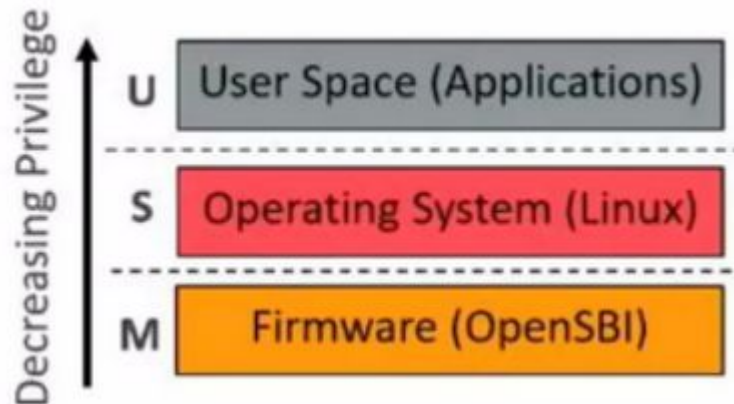 Decreasing Privilege
U
User Space (Applications)
S
Operating System (Linux)
M
Firmware (OpenSBI)